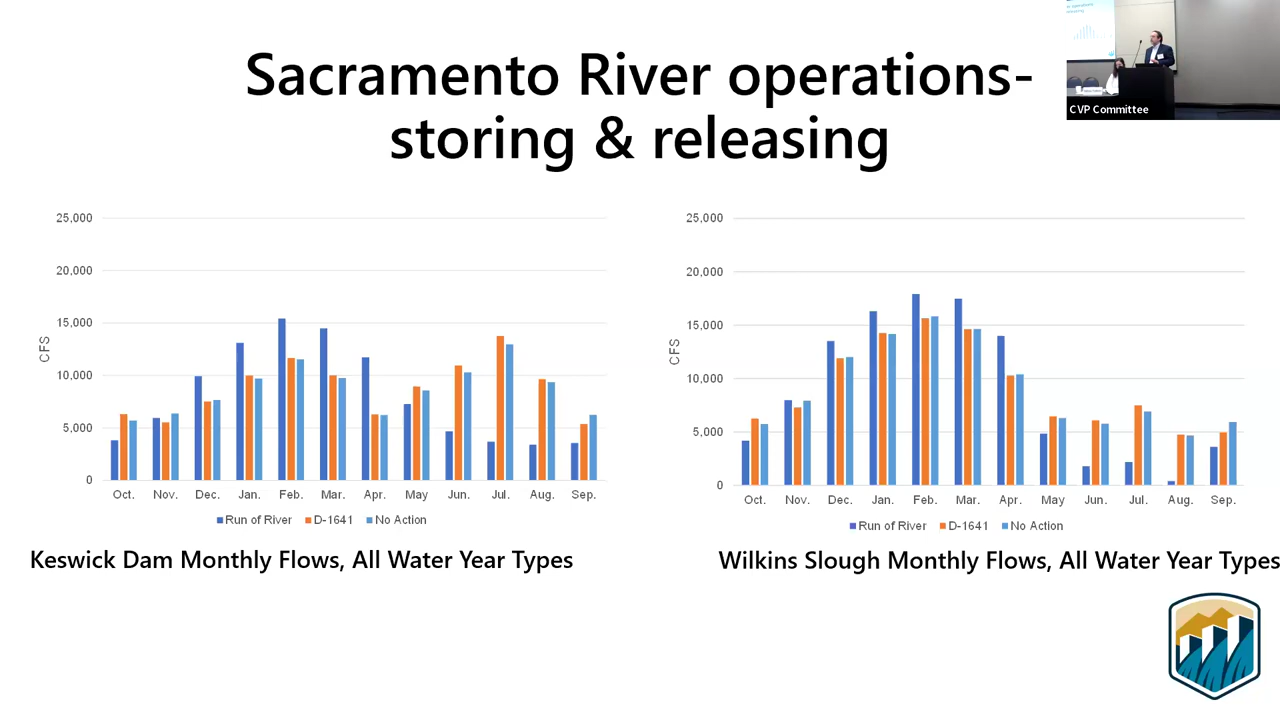 Sacramento River operations-
storing & releasing
CVP Committee
25,000
20,000
15,000
10,000
5,000
0
CFS
Oct. Nov. Dec. Jan. Feb. Mar. Apr. May Jun. Jul. Aug. Sep.
Run of River D-1641 No Action
Keswick Dam Monthly Flows, All Water Year Types
25,000
20,000
15,000
10,000
5,000
0
CFS
Oct. Nov. Dec. Jan. Feb. Mar. Apr. May Jun. Jul. Aug. Sep.
Run of River D-1641 No Action
Wilkins Slough Monthly Flows, All Water Year Types